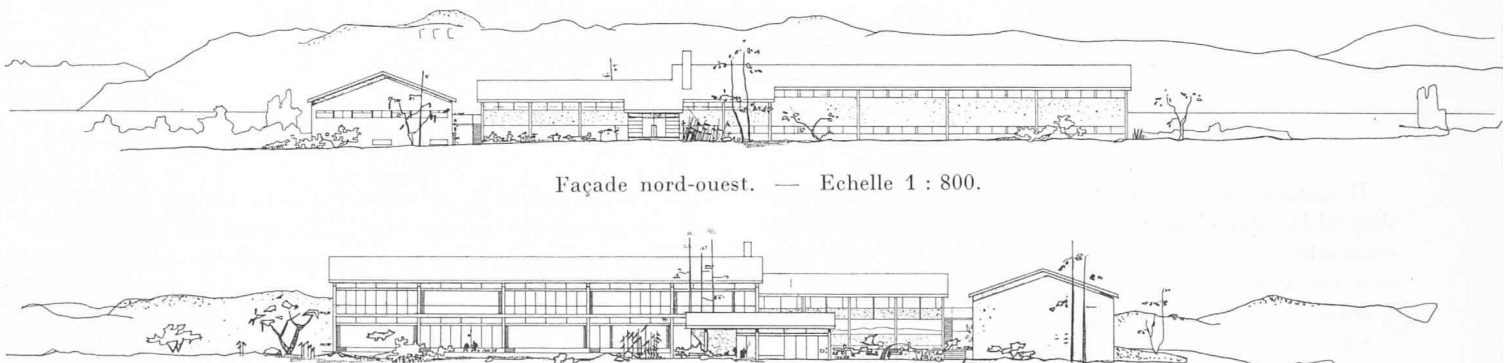 Façade nord-ouest. — Echelle 1 : 800.